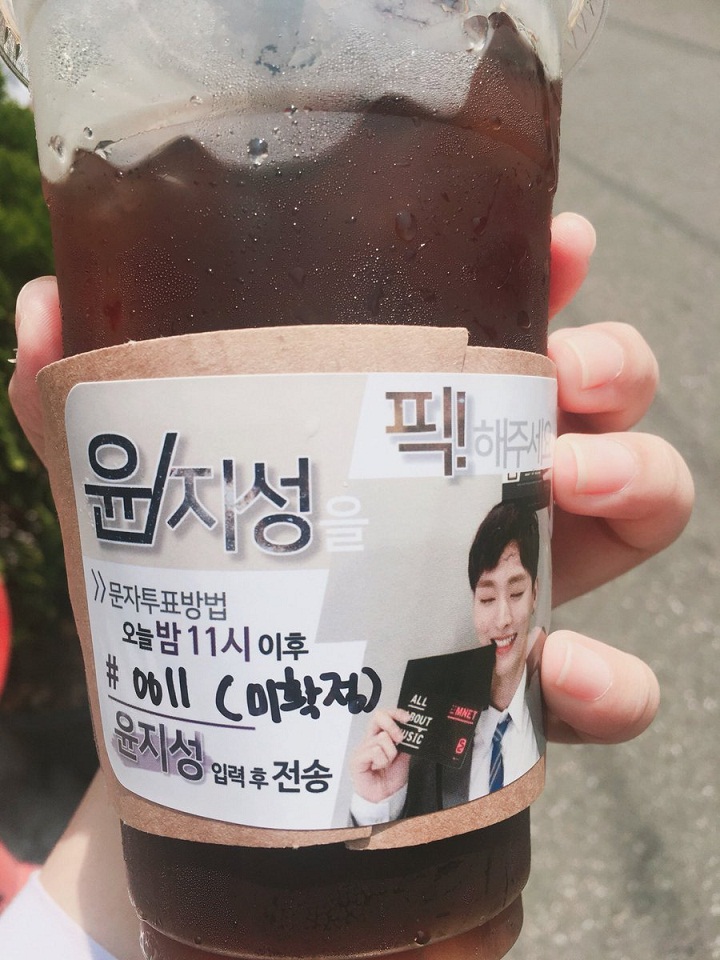 픽! 해주세요
윤지성을
>> 문자투표방법
오늘 밤 11시 이후
# 0011 (미확정)
윤지성 입력 후 전송
ALL
ABOUT
MUSIC
MNET